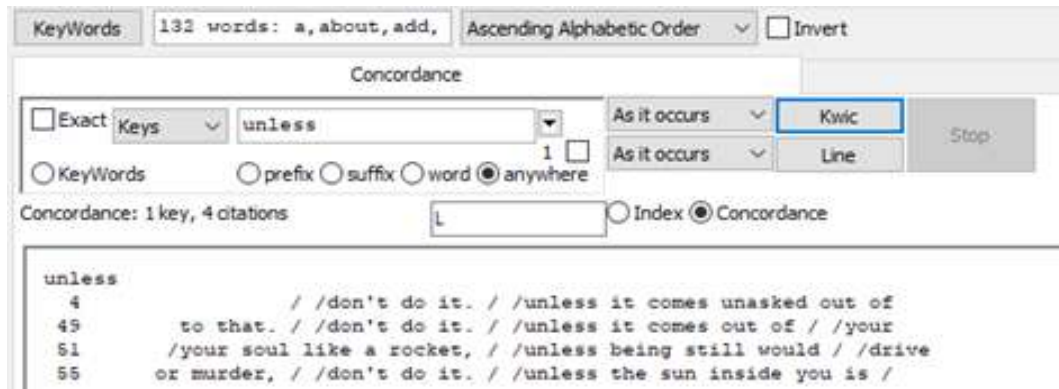 KeyWords 132 words: a,about,add, Ascending Alphabetic Order Invert
Concordance
Exact Keys unless As it occurs Kwic Stop
1 As it occurs Line
KeyWords prefix suffix word anywhere
Concordance: 1 key, 4 citations L Index Concordance
unless
4 / /don't do it. / /unless it comes unasked out of
49 to that. / /don't do it. / /unless it comes out of / /your
51 /your soul like a rocket, / /unless being still would / /drive
55 or murder, / /don't do it. / /unless the sun inside you is /